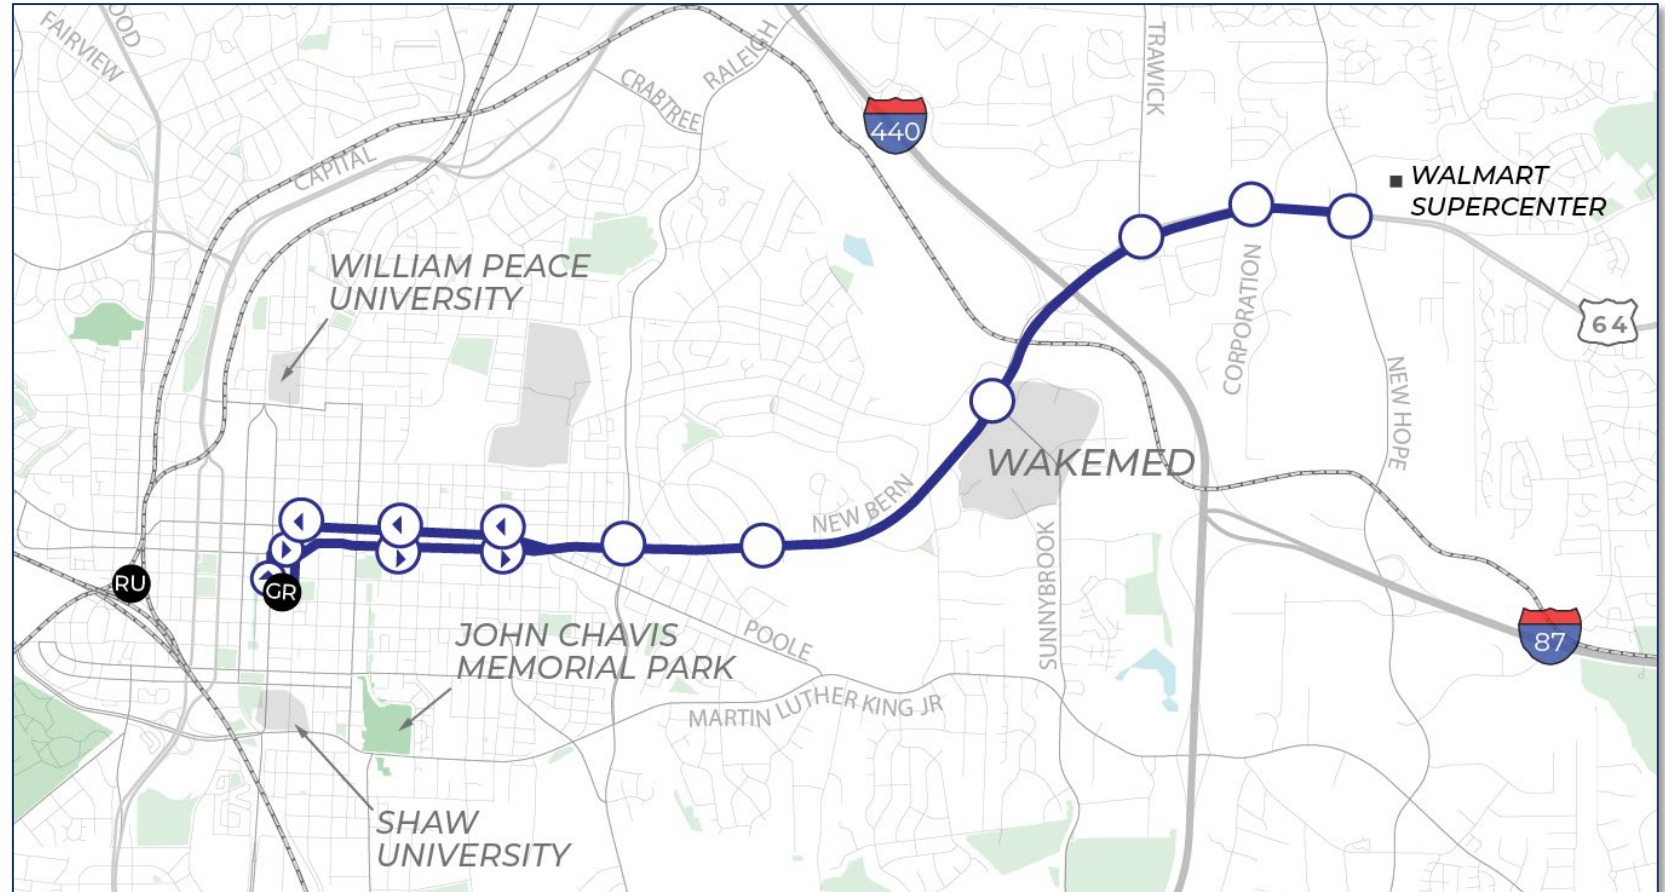 FAIRVIEW
OOD
CAPITAL
CRABTREE
RALEIGH
440
TRAWICK
WALMART
SUPERCENTER
WILLIAM PEACE
UNIVERSITY
CORPORATION
64
NEW HOPE
WAKEMED
NEW BERN
SUNNYBROOK
RU
GR
JOHN CHAVIS
MEMORIAL PARK
POOLE
MARTIN LUTHER KING JR
87
SHAW
UNIVERSITY